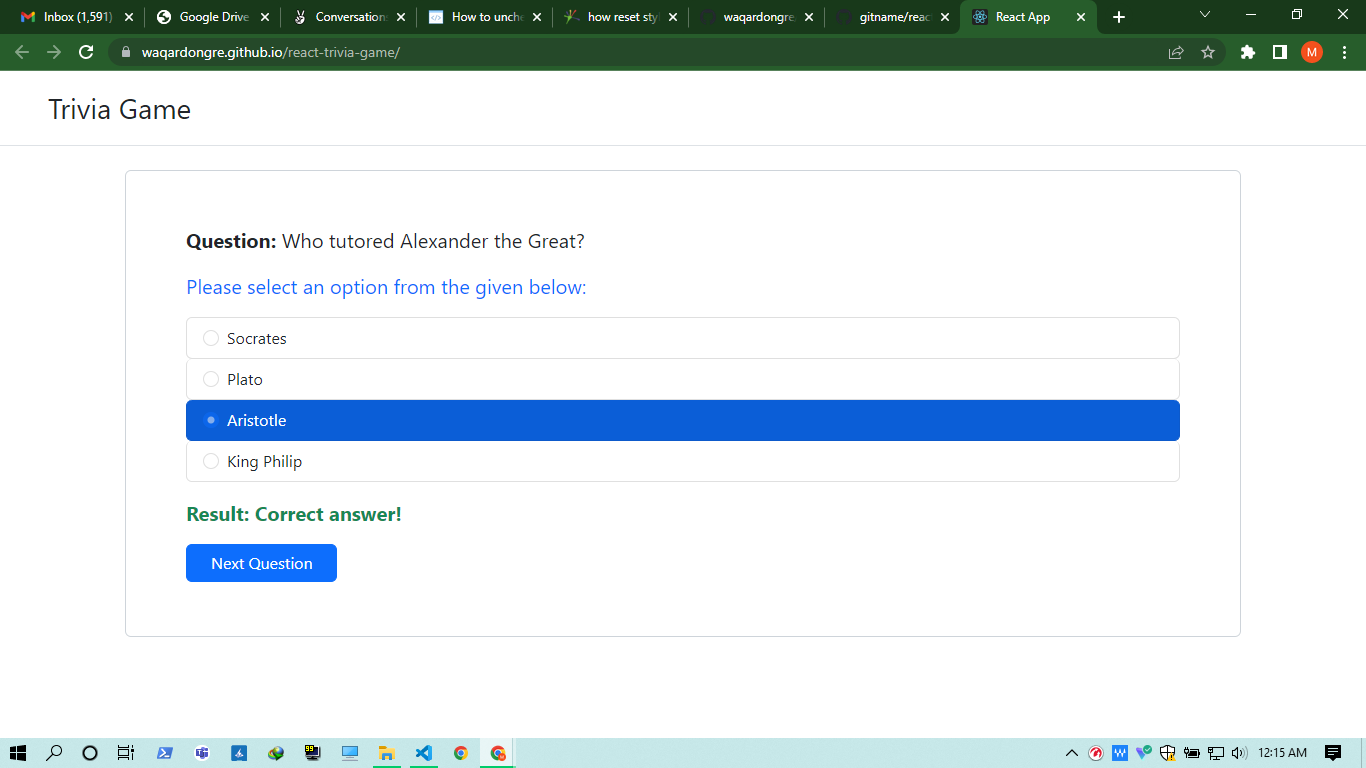 Inbox (1,591)
Google Drive
Conversation
How to unche
how reset sty
waqardongre
gitname/reac
React App
waqardongre.github.io/react-trivia-game/
M
Trivia Game
Question: Who tutored Alexander the Great?
Please select an option from the given below:
Socrates
Plato
Aristotle
King Philip
Result: Correct answer!
Next Question
99
12:15 AM